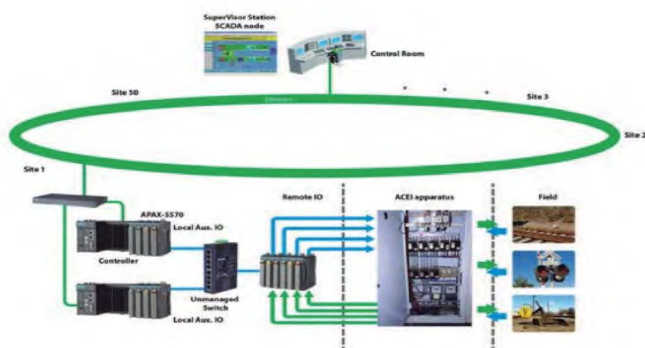 SuperVisor Station
SCADA node
Control Room
Site 50
Ethernet
Site 3
Site 2
Site 1
APAX-5570
Local Aux. IO
Controller
Remote IO
ACEI apparatus
Field
Unmanaged
Switch
Local Aux. IO